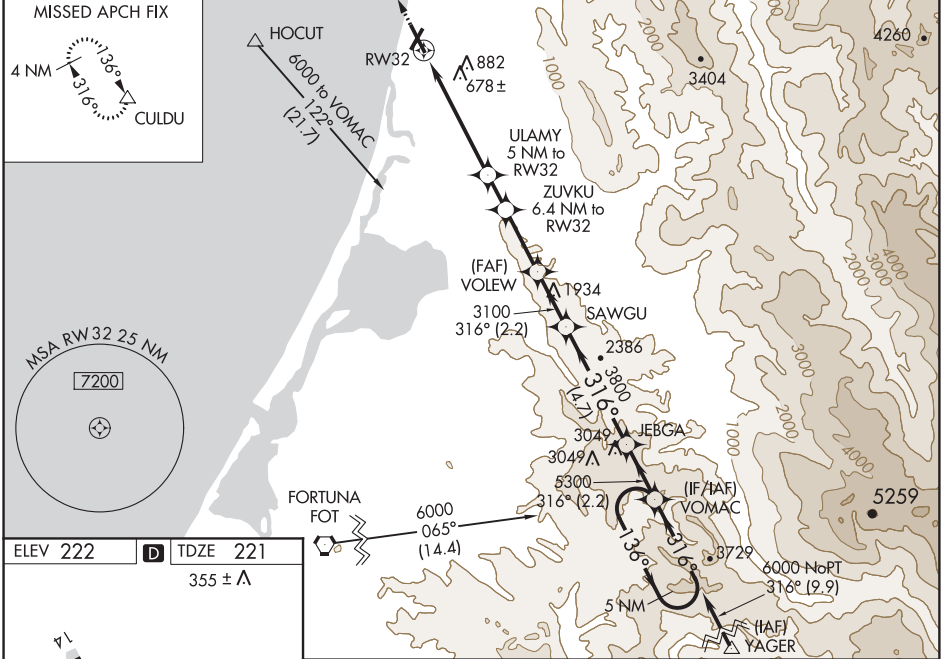 MISSED APCH FIX
4 NM
136°
316°
CULDU
HOCUT
6000 to VOMAC
122°
(21.7)
RW32
882
678 ±
3404
4260
1000
ULAMY
5 NM to
RW32
ZUVKU
6.4 NM to
RW32
(FAF)
VOLEW
1934
3100
316° (2.2)
SAWGU
2386
3800
316°
(4.7)
2000
3000
4000
3000
1000
2000
MSA RW32 25 NM
7200
3049
JEBGA
3049
5300
316° (2.2)
(IF/IAF)
VOMAC
4000
5259
FORTUNA
FOT
6000
065°
(14.4)
136°
316°
3729
5 NM
6000 NoPT
316° (9.9)
(IAF)
YAGER
ELEV 222
D
TDZE 221
355 ±
14